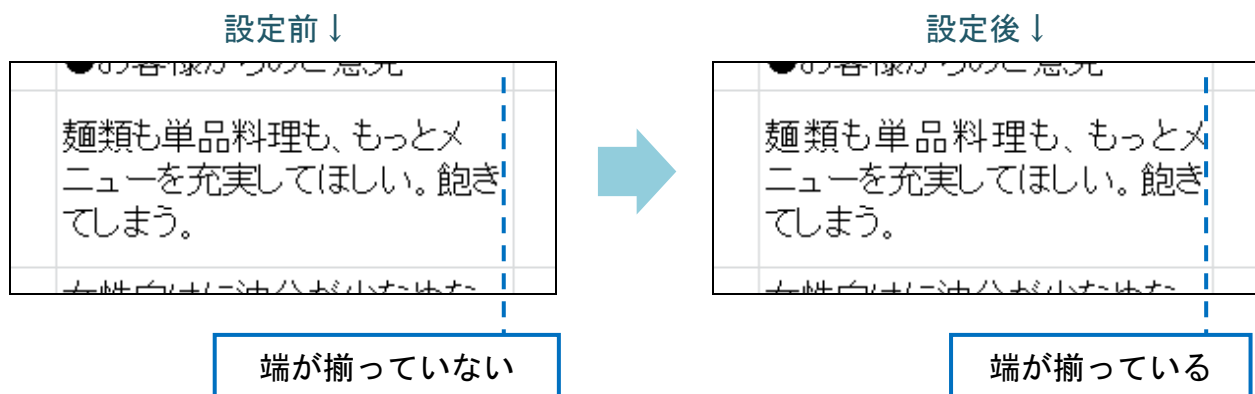 設定前↓
設定後↓
●お客様からのご意見
麺類も単品料理も、もっとメ
ニューを充実してほしい。飽き
てしまう。
●お客様からのご意見
麺類も単品料理も、もっとメ
ニューを充実してほしい。飽き
てしまう。
端が揃っていない
端が揃っている